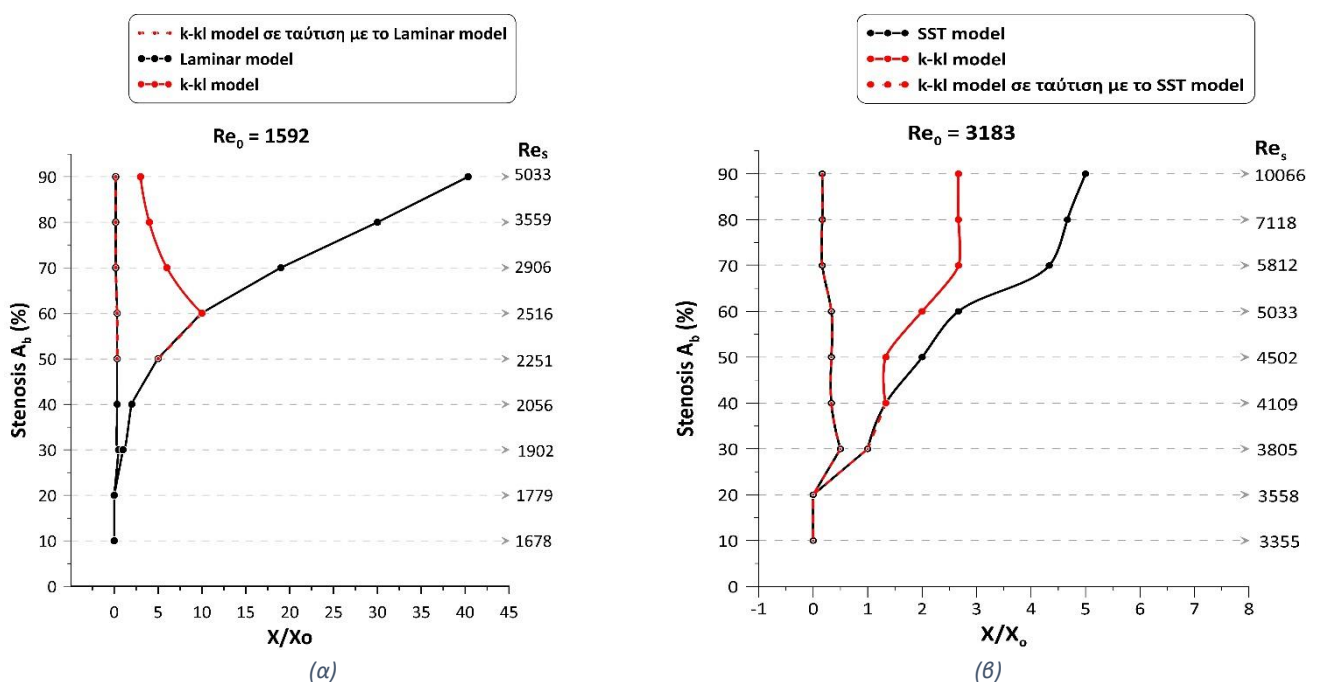 k-kl model σε ταύτιση με το Laminar model
Laminar model
k-kl model
Re₀ = 1592
Reₛ
90
5033
80
3559
70
2906
60
2516
50
2251
40
2056
30
1902
20
1779
10
1678
0
Stenosis A_b (%)
0 5 10 15 20 25 30 35 40 45
X/Xo
(α)
SST model
k-kl model
k-kl model σε ταύτιση με το SST model
Re₀ = 3183
Reₛ
90
10066
80
7118
70
5812
60
5033
50
4502
40
4109
30
3805
20
3558
10
3355
0
Stenosis A_b (%)
-1 0 1 2 3 4 5 6 7 8
X/Xₒ
(β)